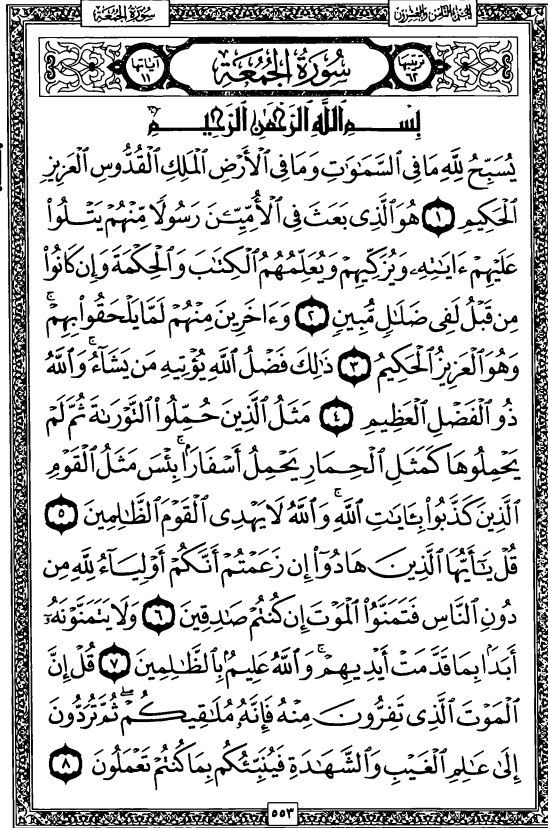 الجزء الثامن والعشرون
سورة الجمعة
ترتيبها ٦٢
سُورَةُ الجُمُعَةِ
آياتها ١١
بِسْمِ ٱللَّهِ ٱلرَّحْمَٰنِ ٱلرَّحِيمِ
يُسَبِّحُ لِلَّهِ مَا فِى ٱلسَّمَٰوَٰتِ وَمَا فِى ٱلْأَرْضِ ٱلْمَلِكِ ٱلْقُدُّوسِ ٱلْعَزِيزِ
ٱلْحَكِيمِ ١ هُوَ ٱلَّذِى بَعَثَ فِى ٱلْأُمِّيِّـۧنَ رَسُولًا مِّنْهُمْ يَتْلُوا۟
عَلَيْهِمْ ءَايَٰتِهِۦ وَيُزَكِّيهِمْ وَيُعَلِّمُهُمُ ٱلْكِتَٰبَ وَٱلْحِكْمَةَ وَإِن كَانُوا۟
مِن قَبْلُ لَفِى ضَلَٰلٍ مُّبِينٍ ٢ وَءَاخَرِينَ مِنْهُمْ لَمَّا يَلْحَقُوا۟ بِهِمْ ۚ
وَهُوَ ٱلْعَزِيزُ ٱلْحَكِيمُ ٣ ذَٰلِكَ فَضْلُ ٱللَّهِ يُؤْتِيهِ مَن يَشَآءُ ۚ وَٱللَّهُ
ذُو ٱلْفَضْلِ ٱلْعَظِيمِ ٤ مَثَلُ ٱلَّذِينَ حُمِّلُوا۟ ٱلتَّوْرَىٰةَ ثُمَّ لَمْ
يَحْمِلُوهَا كَمَثَلِ ٱلْحِمَارِ يَحْمِلُ أَسْفَارًۢا ۚ بِئْسَ مَثَلُ ٱلْقَوْمِ
ٱلَّذِينَ كَذَّبُوا۟ بِـَٔايَٰتِ ٱللَّهِ ۚ وَٱللَّهُ لَا يَهْدِى ٱلْقَوْمَ ٱلظَّٰلِمِينَ ٥
قُلْ يَٰٓأَيُّهَا ٱلَّذِينَ هَادُوٓا۟ إِن زَعَمْتُمْ أَنَّكُمْ أَوْلِيَآءُ لِلَّهِ مِن
دُونِ ٱلنَّاسِ فَتَمَنَّوُا۟ ٱلْمَوْتَ إِن كُنتُمْ صَٰدِقِينَ ٦ وَلَا يَتَمَنَّوْنَهُۥٓ
أَبَدًۢا بِمَا قَدَّمَتْ أَيْدِيهِمْ ۚ وَٱللَّهُ عَلِيمٌۢ بِٱلظَّٰلِمِينَ ٧ قُلْ إِنَّ
ٱلْمَوْتَ ٱلَّذِى تَفِرُّونَ مِنْهُ فَإِنَّهُۥ مُلَٰقِيكُمْ ۖ ثُمَّ تُرَدُّونَ
إِلَىٰ عَٰلِمِ ٱلْغَيْبِ وَٱلشَّهَٰدَةِ فَيُنَبِّئُكُم بِمَا كُنتُمْ تَعْمَلُونَ ٨
٥٥٣